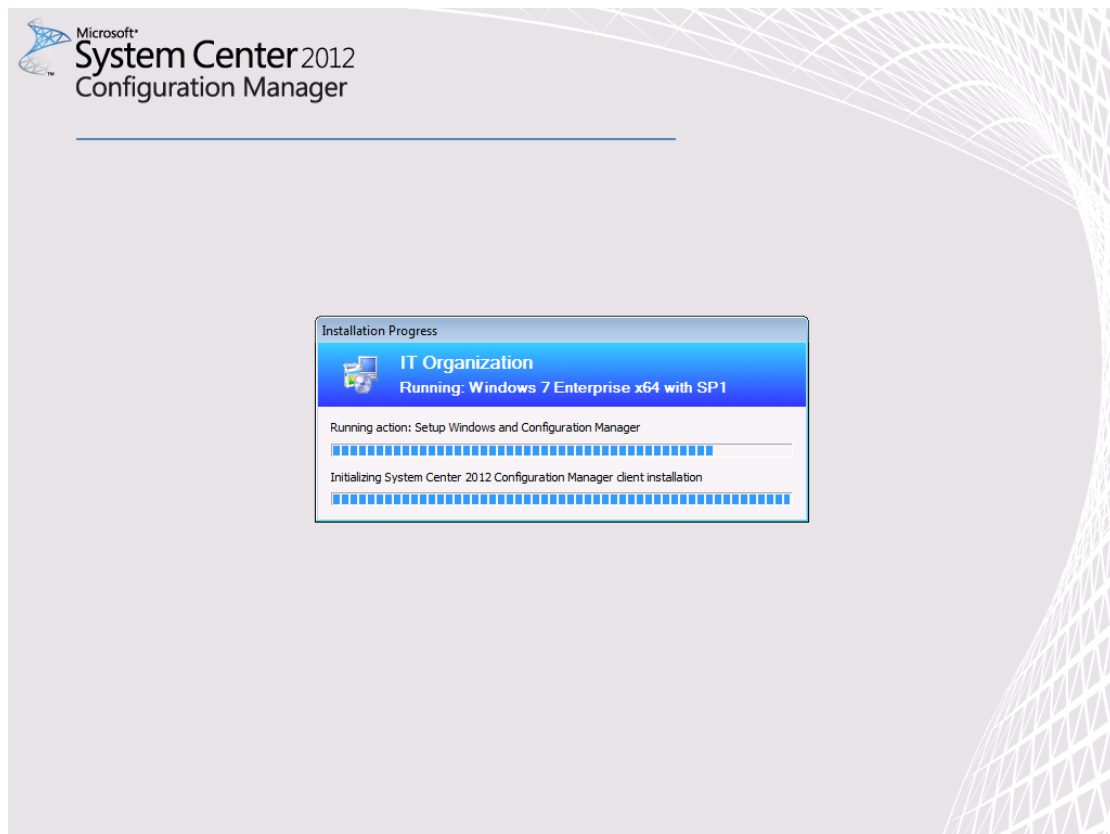 Microsoft®
System Center 2012
Configuration Manager
Installation Progress
IT Organization
Running: Windows 7 Enterprise x64 with SP1
Running action: Setup Windows and Configuration Manager
Initializing System Center 2012 Configuration Manager client installation